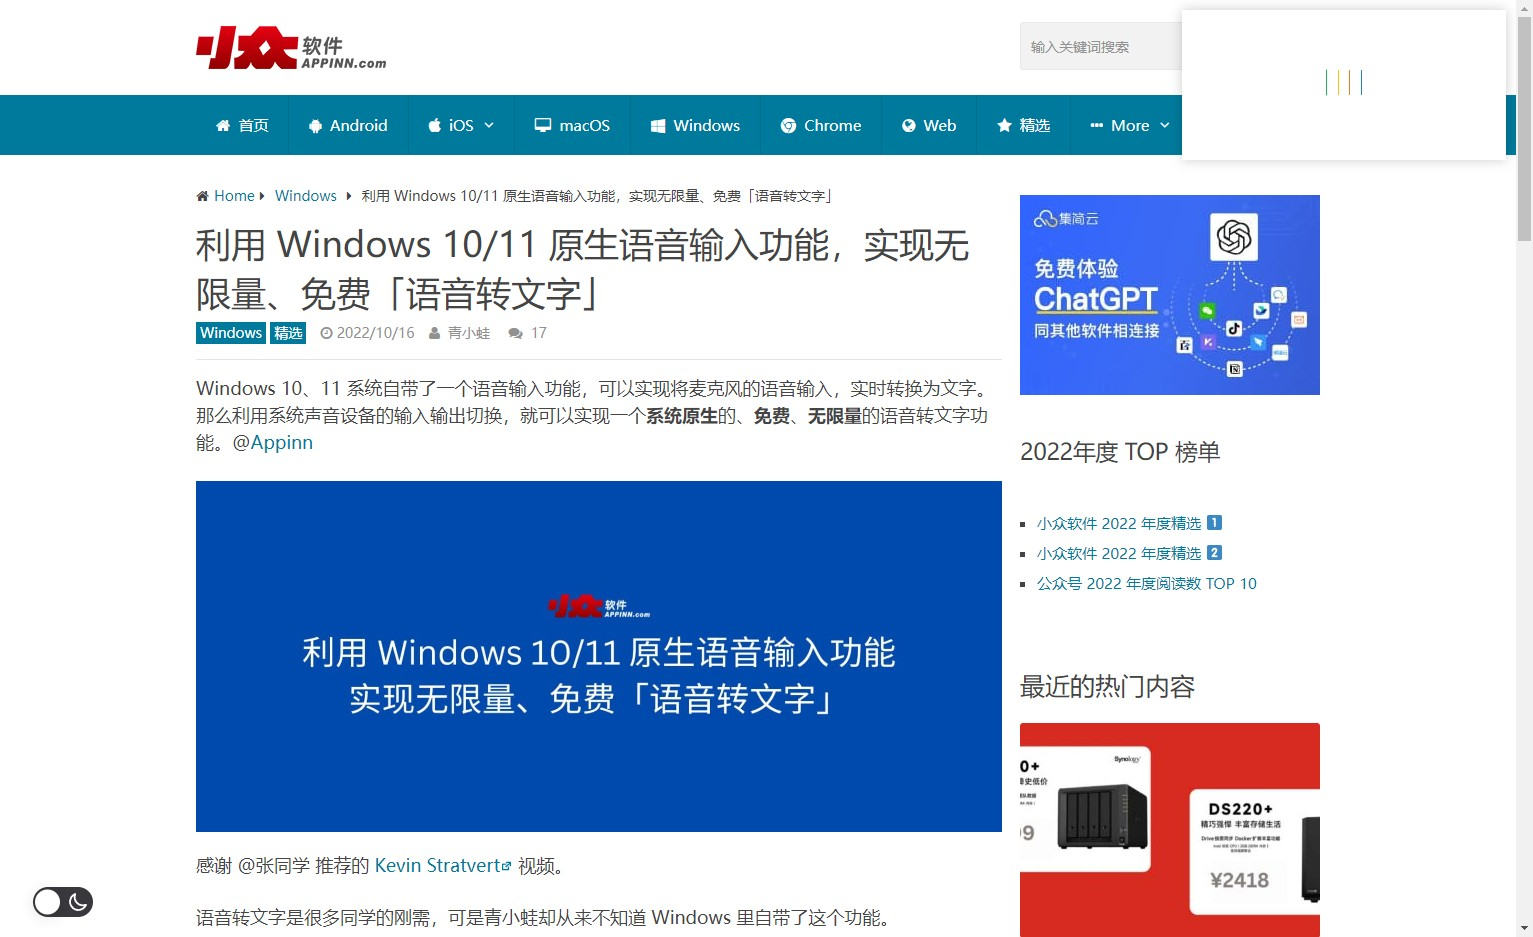 小众软件
APPINN.com
输入关键词搜索
首页
Android
iOS
macOS
Windows
Chrome
Web
精选
More
Home
Windows
利用 Windows 10/11 原生语音输入功能，实现无限量、免费「语音转文字」
利用 Windows 10/11 原生语音输入功能，实现无
限量、免费「语音转文字」
Windows 精选 2022/10/16 青小蛙 17
Windows 10、11 系统自带了一个语音输入功能，可以实现将麦克风的语音输入，实时转换为文字。
那么利用系统声音设备的输入输出切换，就可以实现一个系统原生的、免费、无限量的语音转文字功
能。@Appinn
小众软件
APPINN.com
利用 Windows 10/11 原生语音输入功能
实现无限量、免费「语音转文字」
感谢 @张同学 推荐的 Kevin Stratvert 视频。
语音转文字是很多同学的刚需，可是青小蛙却从来不知道 Windows 里自带了这个功能。
集简云
免费体验
ChatGPT
同其他软件相连接
2022年度 TOP 榜单
小众软件 2022 年度精选 1
小众软件 2022 年度精选 2
公众号 2022 年度阅读数 TOP 10
最近的热门内容
Synology
0+
史低价
9
DS220+
精巧强悍 丰富存储生活
¥2418